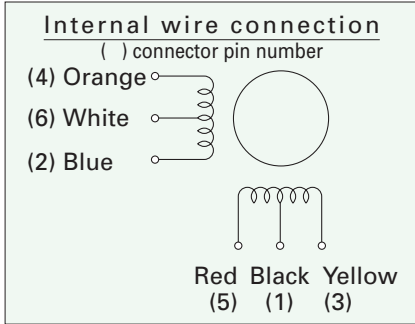 Internal wire connection
( ) connector pin number
(4) Orange
(6) White
(2) Blue
Red Black Yellow
(5) (1) (3)